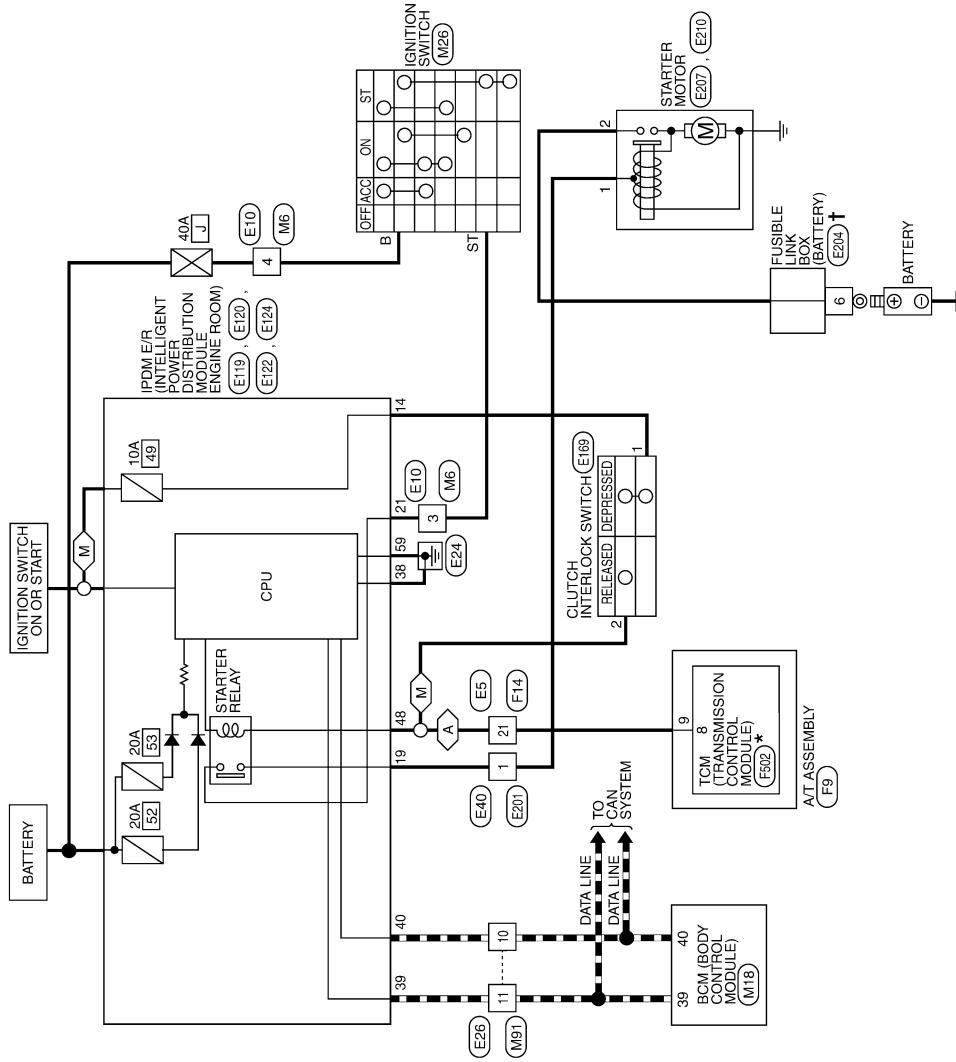 BATTERY
IGNITION SWITCH
ON OR START
20A
52
20A
53
M
10A
49
40A
J
E10
M6
4
IPDM E/R
(INTELLIGENT
POWER
DISTRIBUTION
MODULE
ENGINE ROOM)
E119 , E120 ,
E122 , E124
IGNITION
SWITCH
M26
OFF
ACC
ON
ST
B
ST
STARTER
RELAY
CPU
39
40
19
48
38
59
21
14
E26
M91
11
10
E40
E201
1
M
A
E5
F14
21
E24
E10
M6
3
CLUTCH
INTERLOCK SWITCH
E169
RELEASED
DEPRESSED
2
1
DATA LINE
DATA LINE
TO
CAN
SYSTEM
39
40
BCM (BODY
CONTROL
MODULE)
M18
9
8
TCM
(TRANSMISSION
CONTROL
MODULE)
F502 *
A/T ASSEMBLY
F9
STARTER
MOTOR
E207 , E210
1
2
M
FUSIBLE
LINK
BOX
(BATTERY)
E204 †
6
BATTERY
+
−